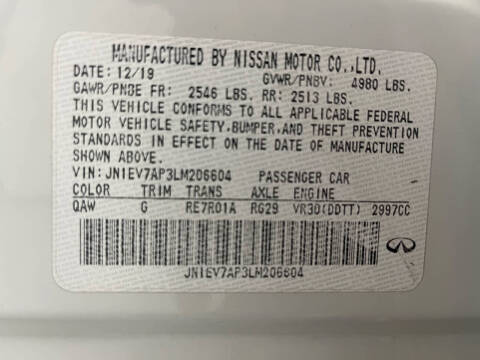 MANUFACTURED BY NISSAN MOTOR CO.,LTD.
DATE: 12/19 GVWR/PNBV: 4980 LBS.
GAWR/PNBE FR: 2546 LBS. RR: 2513 LBS.
THIS VEHICLE CONFORMS TO ALL APPLICABLE FEDERAL
MOTOR VEHICLE SAFETY,BUMPER,AND THEFT PREVENTION
STANDARDS IN EFFECT ON THE DATE OF MANUFACTURE
SHOWN ABOVE.
VIN: JN1EV7AP3LM206604 PASSENGER CAR
COLOR TRIM TRANS AXLE ENGINE
QAW G RE7R01A RG29 VR30(DDTT) 2997CC
JN1EV7AP3LM206604